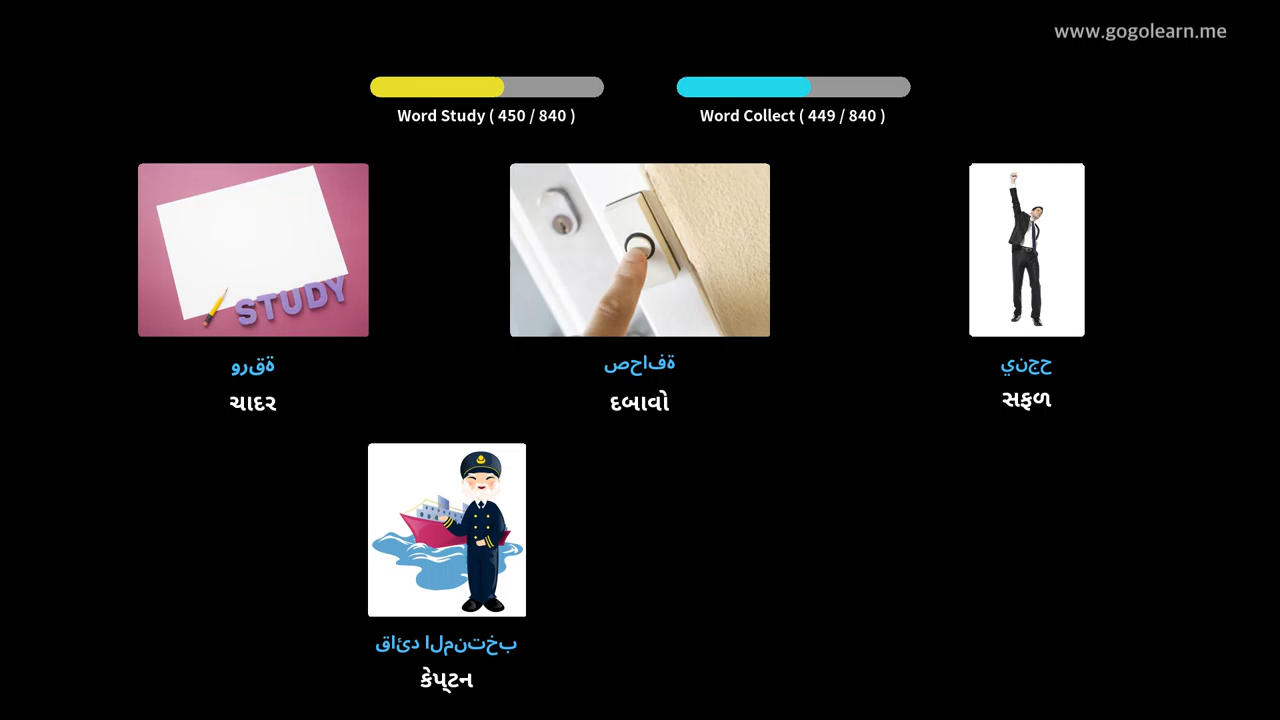 www.gogolearn.me
Word Study ( 450 / 840 )
Word Collect ( 449 / 840 )
STUDY
ورقة
ચાદર
صحافة
દબાવો
ينجح
સફળ
قائد المنتخب
કેપ્ટન